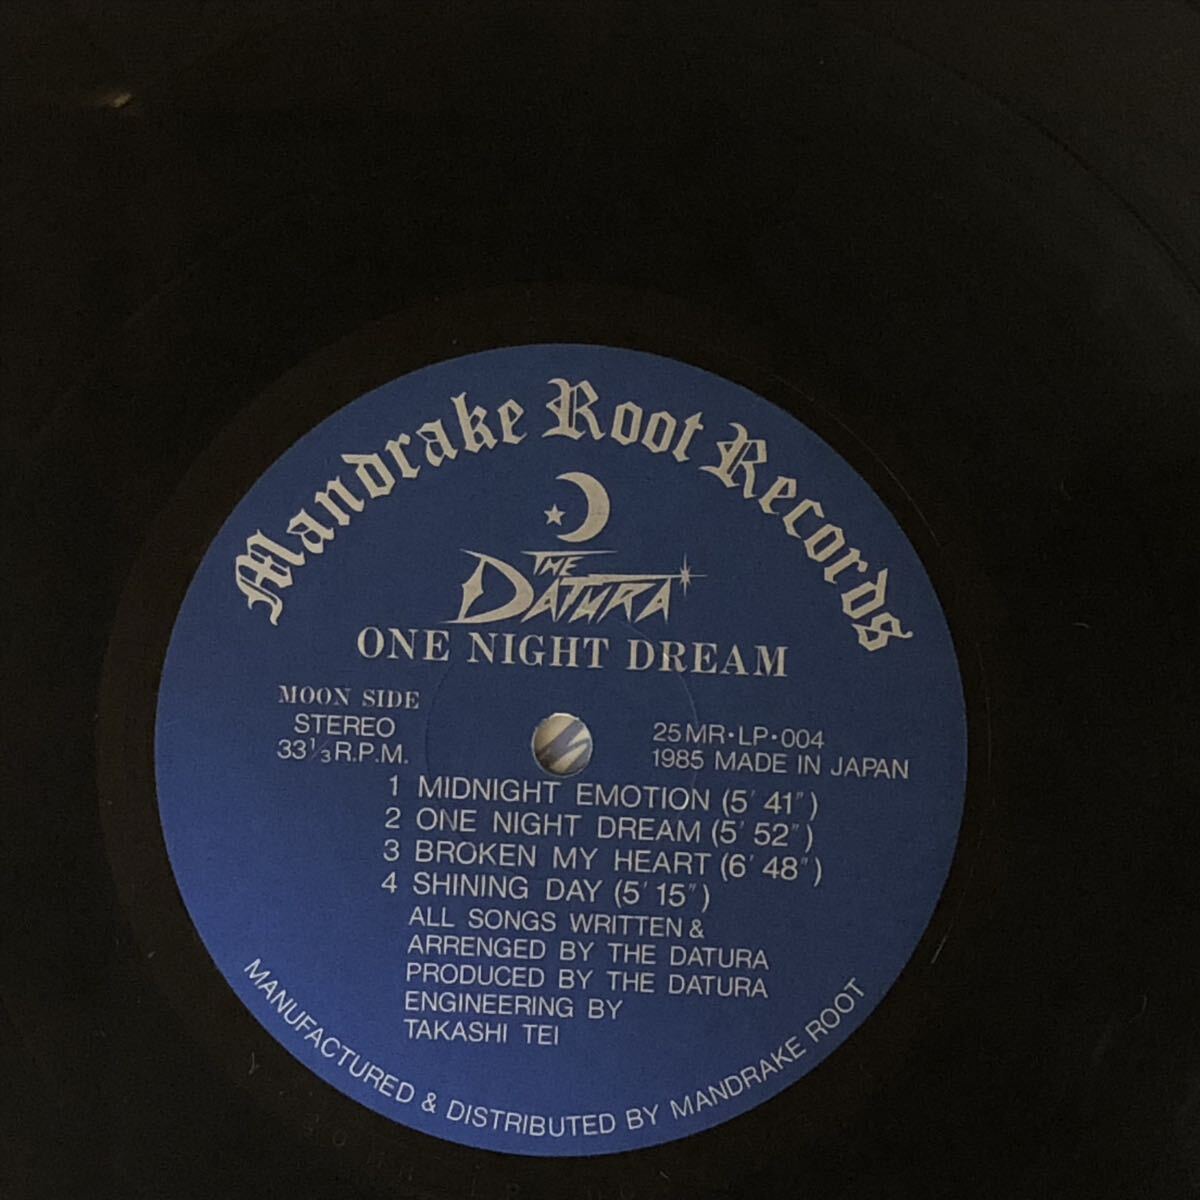 Mandrake Root Records
THE
DATURA
ONE NIGHT DREAM
MOON SIDE
STEREO
33 1/3 R.P.M.
25MR・LP・004
1985 MADE IN JAPAN
1 MIDNIGHT EMOTION (5' 41")
2 ONE NIGHT DREAM (5' 52")
3 BROKEN MY HEART (6' 48")
4 SHINING DAY (5' 15")
ALL SONGS WRITTEN &
ARRENGED BY THE DATURA
PRODUCED BY THE DATURA
ENGINEERING BY
TAKASHI TEI
MANUFACTURED & DISTRIBUTED BY MANDRAKE ROOT